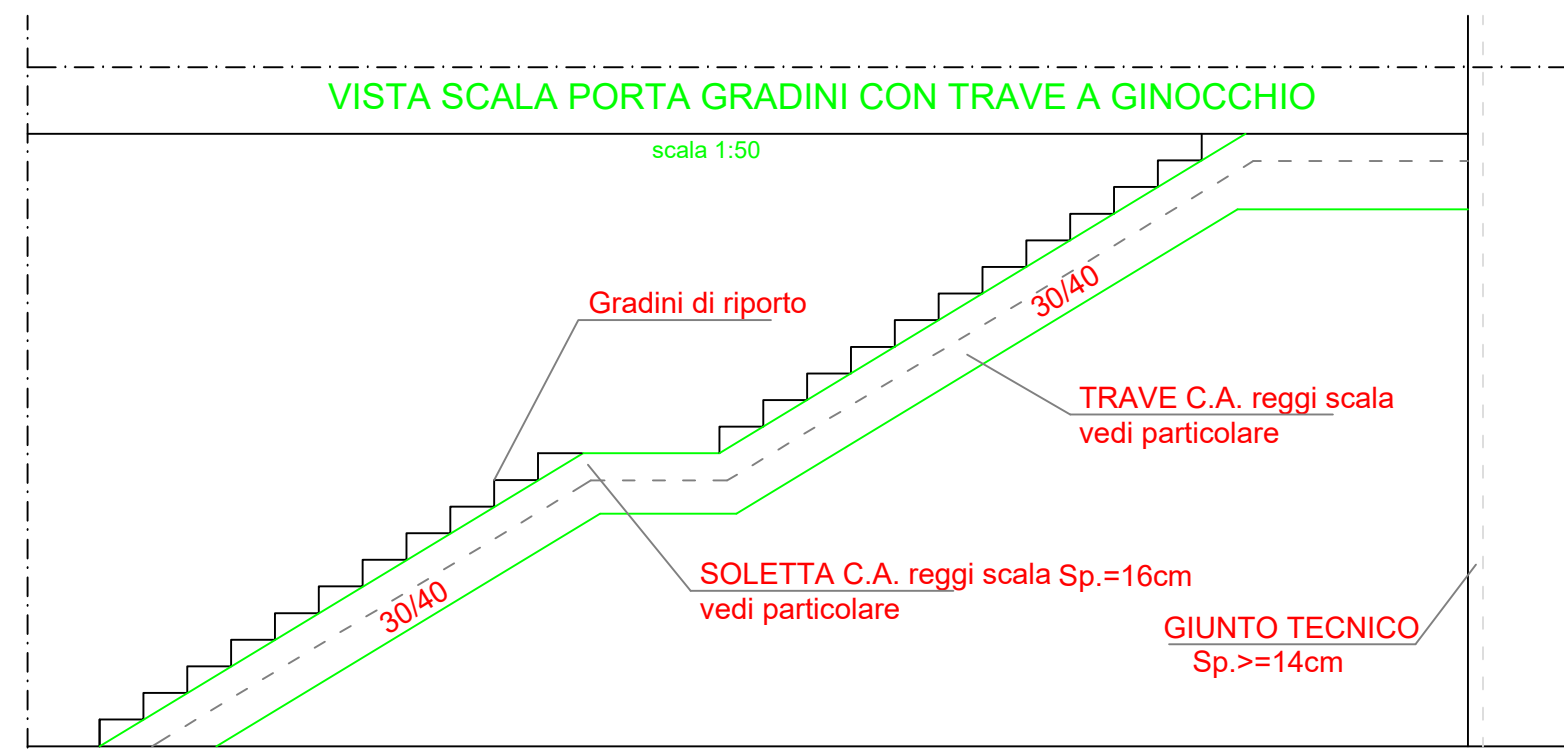 VISTA SCALA PORTA GRADINI CON TRAVE A GINOCCHIO
scala 1:50
Gradini di riporto
30/40
TRAVE C.A. reggi scala
vedi particolare
SOLETTA C.A. reggi scala Sp.=16cm
vedi particolare
30/40
GIUNTO TECNICO
Sp.>=14cm